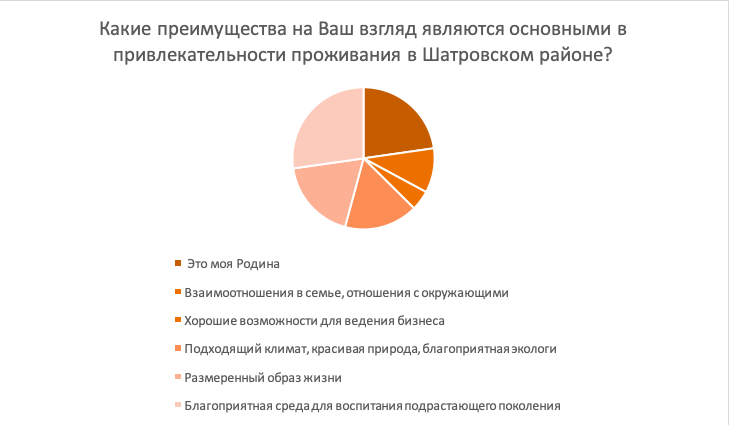 Какие преимущества на Ваш взгляд являются основными в
привлекательности проживания в Шатровском районе?
Это моя Родина
Взаимоотношения в семье, отношения с окружающими
Хорошие возможности для ведения бизнеса
Подходящий климат, красивая природа, благоприятная экологи
Размеренный образ жизни
Благоприятная среда для воспитания подрастающего поколения